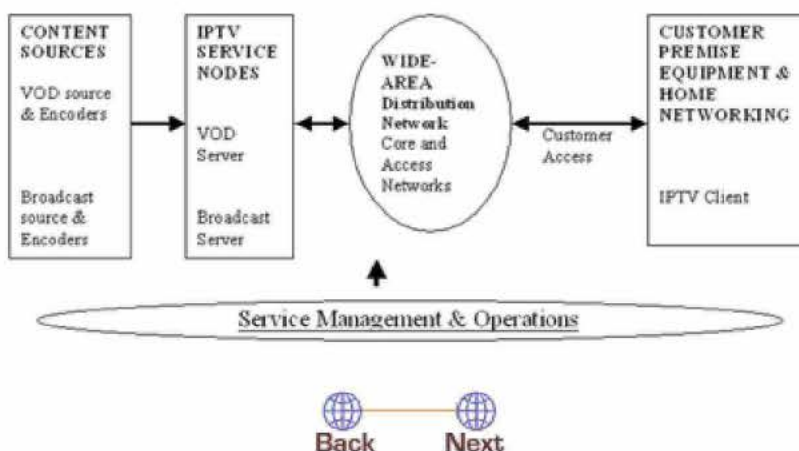 CONTENT
SOURCES
VOD source
& Encoders
Broadcast
source &
Encoders
IPTV
SERVICE
NODES
VOD
Server
Broadcast
Server
WIDE-
AREA
Distribution
Network
Core and
Access
Networks
Customer
Access
CUSTOMER
PREMISE
EQUIPMENT &
HOME
NETWORKING
IPTV Client
Service Management & Operations
Back Next